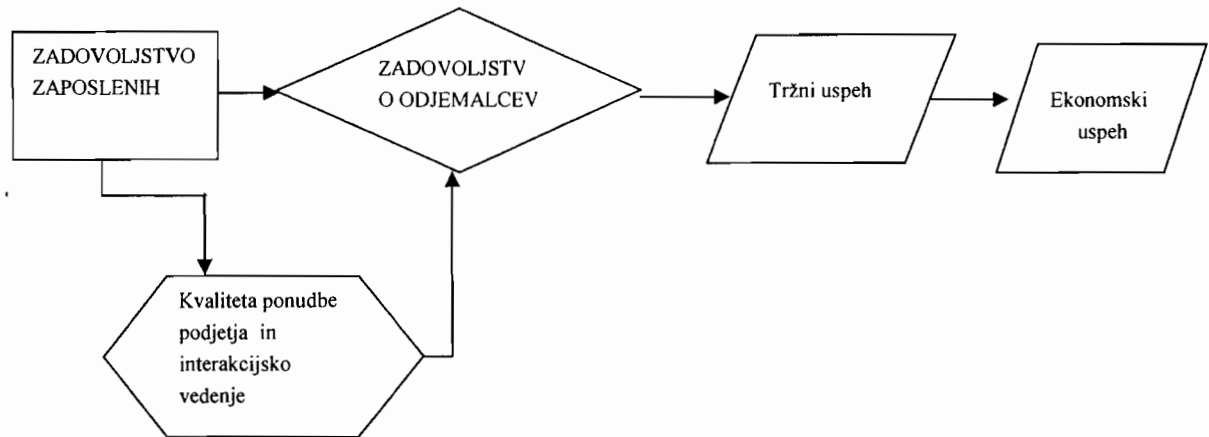 ZADOVOLJSTVO
ZAPOSLENIH
ZADOVOLJSTV
O ODJEMALCEV
Tržni uspeh
Ekonomski
uspeh
Kvaliteta ponudbe
podjetja in
interakcijsko
vedenje